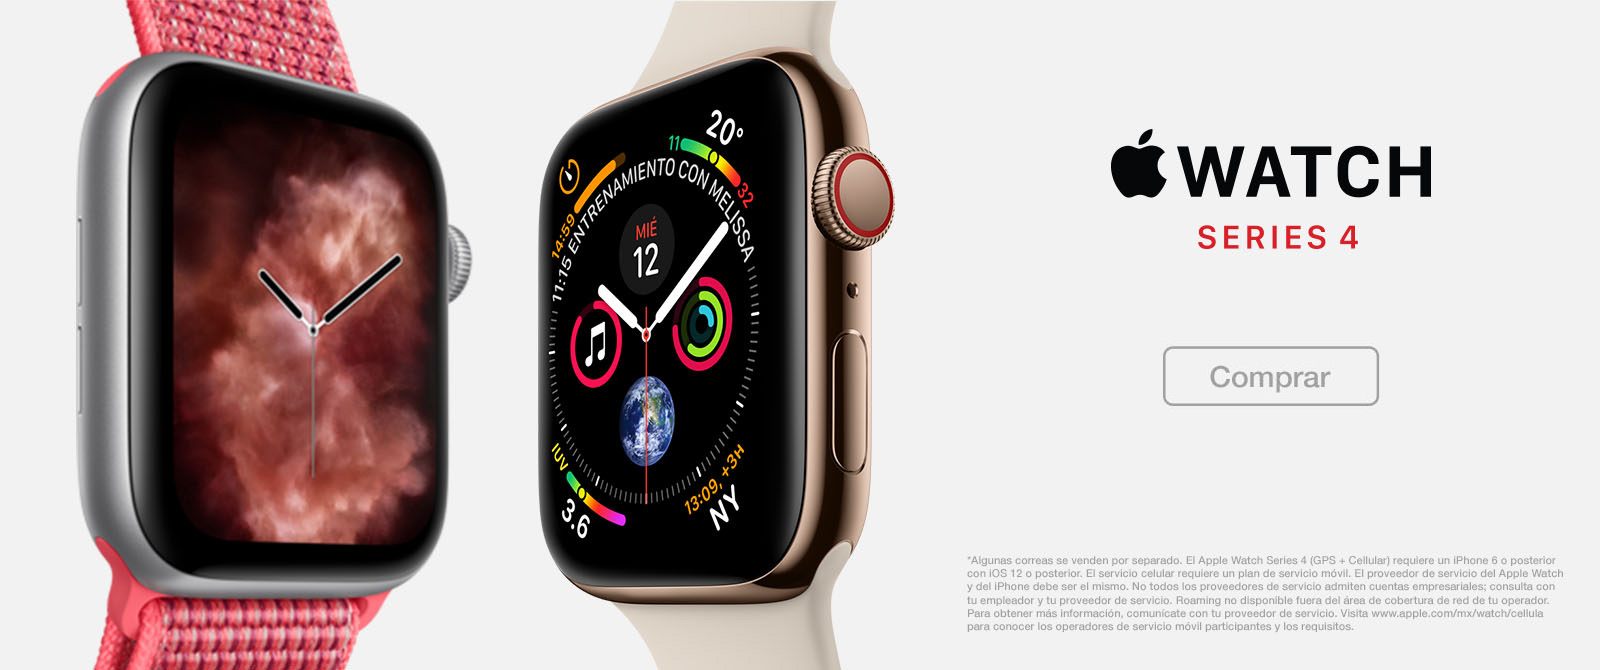 20°
11
32
14:59
11:15 ENTRENAMIENTO CON MELISSA
MIÉ
12
IUV
3.6
13:09, +3H
NY
WATCH
SERIES 4
Comprar
*Algunas correas se venden por separado. El Apple Watch Series 4 (GPS + Cellular) requiere un iPhone 6 o posterior
con iOS 12 o posterior. El servicio celular requiere un plan de servicio móvil. El proveedor de servicio del Apple Watch
y del iPhone debe ser el mismo. No todos los proveedores de servicio admiten cuentas empresariales; consulta con
tu empleador y tu proveedor de servicio. Roaming no disponible fuera del área de cobertura de red de tu operador.
Para obtener más información, comunícate con tu proveedor de servicio. Visita www.apple.com/mx/watch/cellula
para conocer los operadores de servicio móvil participantes y los requisitos.